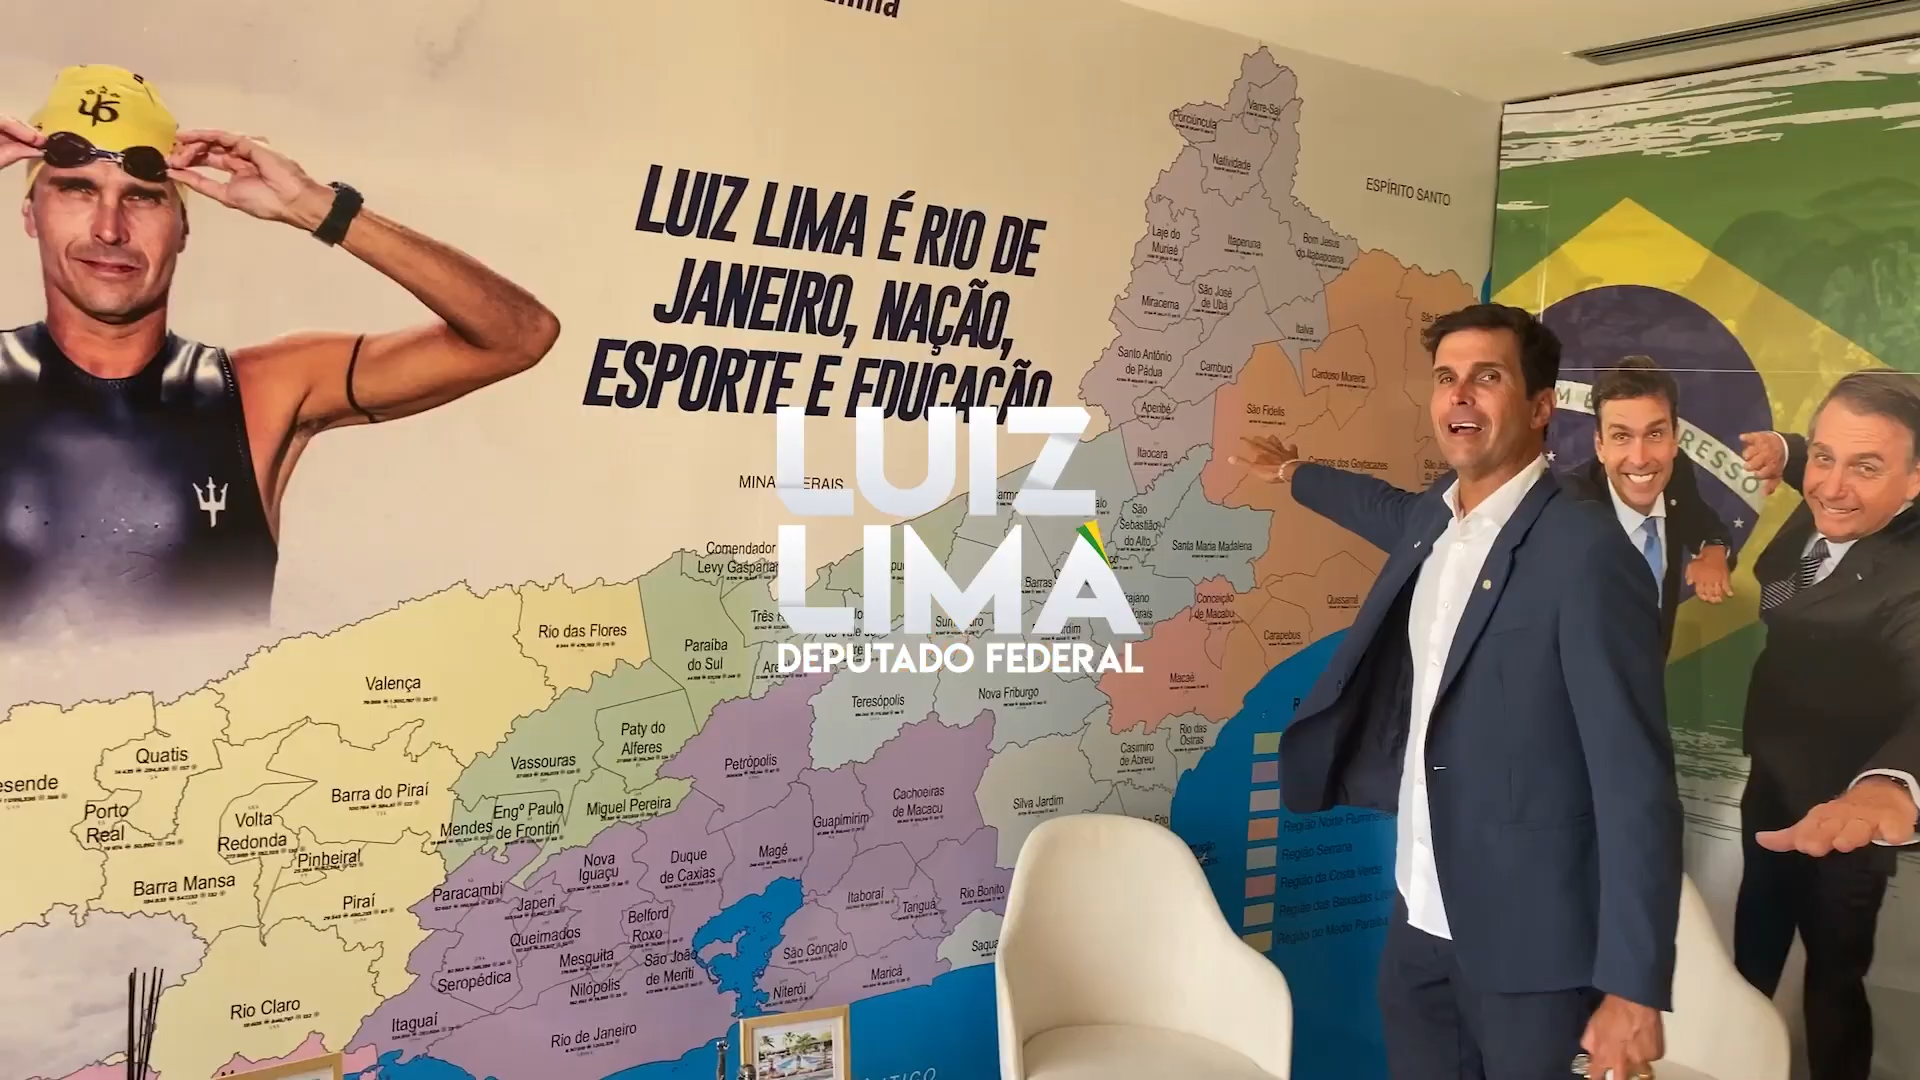 LUIZ LIMA É RIO DE
JANEIRO, NAÇÃO,
ESPORTE E EDUCAÇÃO
LUIZ
LIMA
DEPUTADO FEDERAL
ESPÍRITO SANTO
Varre-Sai
Porciúncula
Natividade
Laje do
Muriaé
Itaperuna
Bom Jesus
do Itabapoana
Miracema
São José
de Ubá
Italva
Santo Antônio
de Pádua
Cambuci
Cardoso Moreira
Aperibé
São Fidelis
Itaocara
Campos dos Goytacazes
São
Sebastião
do Alto
Santa Maria Madalena
Conceição
de Macabu
Quissamã
Carapebus
Macaé
Comendador
Levy Gasparian
Rio das Flores
Paraíba
do Sul
Valença
Teresópolis
Nova Friburgo
Rio das
Ostras
Casimiro
de Abreu
Paty do
Alferes
Vassouras
Petrópolis
Quatis
Barra do Piraí
Porto
Real
Volta
Redonda
Mendes
Engº Paulo
de Frontin
Miguel Pereira
Cachoeiras
de Macacu
Silva Jardim
Guapimirim
Pinheiral
Barra Mansa
Piraí
Paracambi
Nova
Iguaçu
Duque
de Caxias
Magé
Japeri
Itaboraí
Tanguá
Rio Bonito
Belford
Roxo
Queimados
Mesquita
São João
de Meriti
São Gonçalo
Seropédica
Nilópolis
Maricá
Niterói
Rio Claro
Itaguaí
Rio de Janeiro
Região Norte Fluminense
Região Serrana
Região da Costa Verde
Região das Baixadas
Região do Médio Paraíba